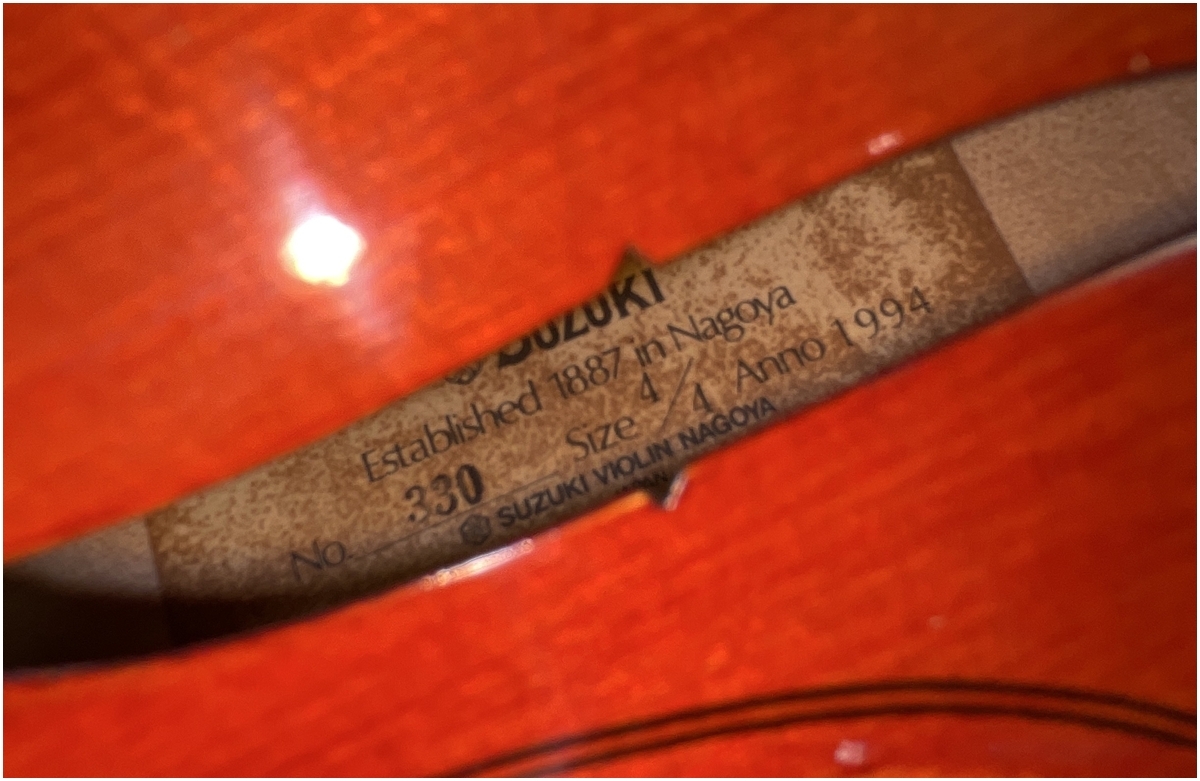 SUZUKI
Established 1887 in Nagoya
No. 330 Size 4/4 Anno 1994
SUZUKI VIOLIN NAGOYA